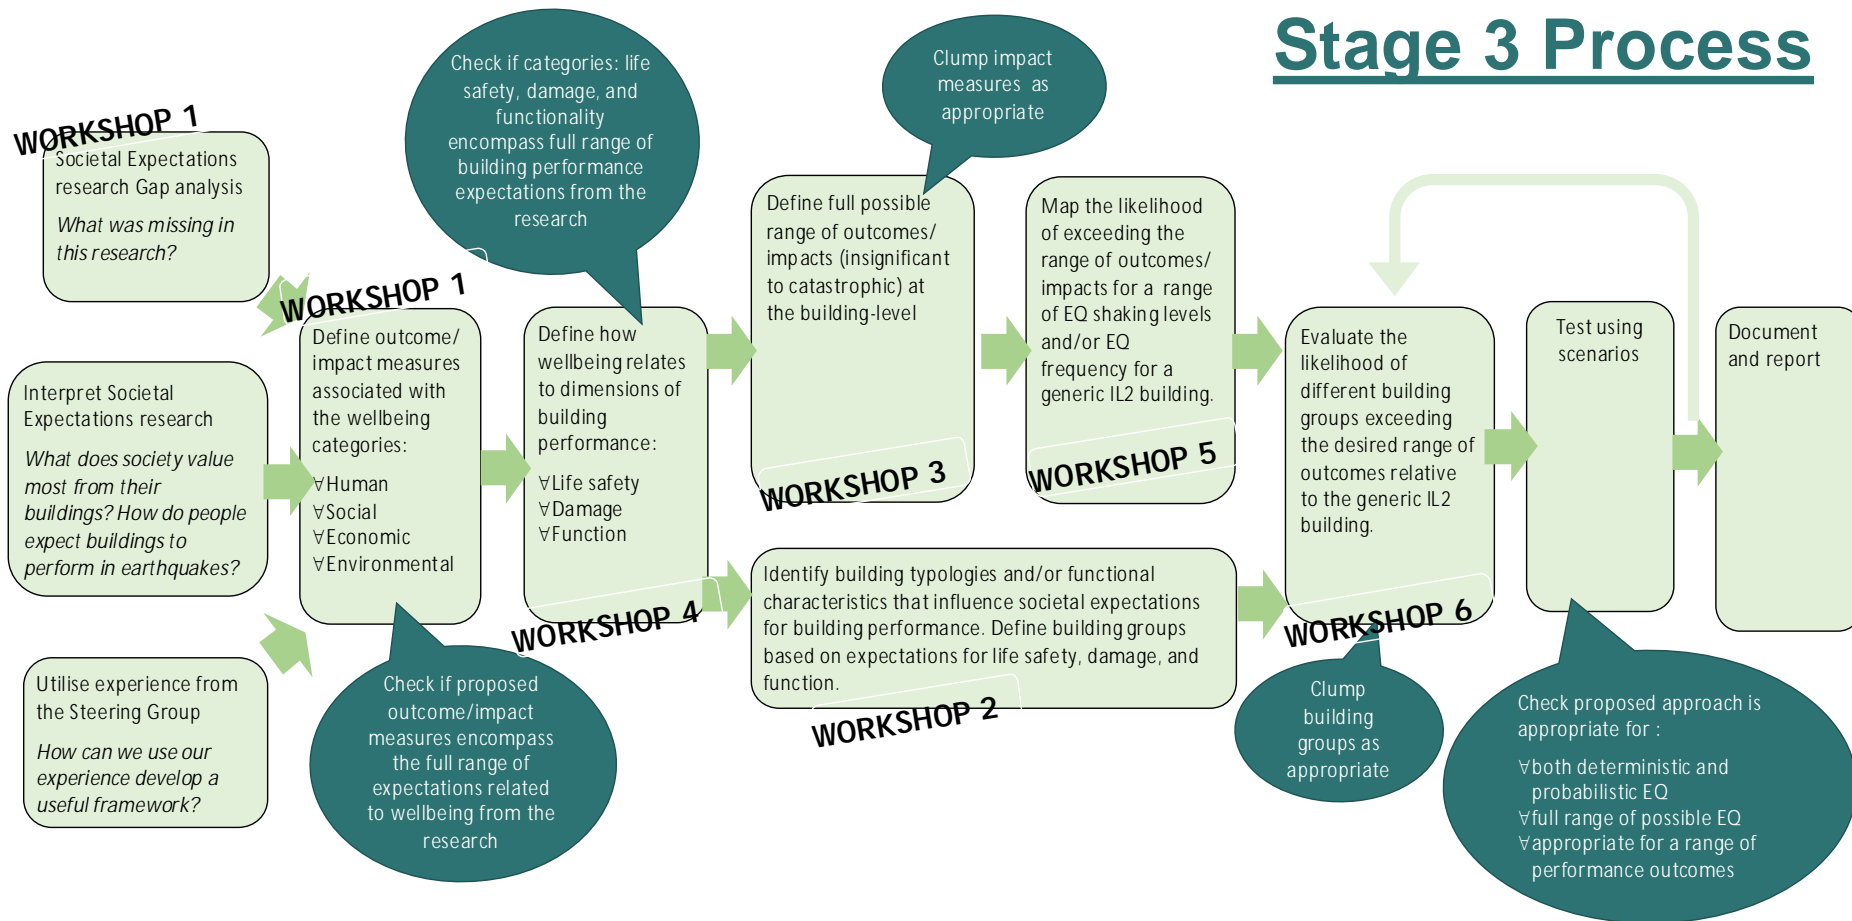 Stage 3 Process
WORKSHOP 1
Societal Expectations
research Gap analysis
What was missing in
this research?
Interpret Societal
Expectations research
What does society value
most from their
buildings? How do people
expect buildings to
perform in earthquakes?
Utilise experience from
the Steering Group
How can we use our
experience develop a
useful framework?
WORKSHOP 1
Define outcome/
impact measures
associated with
the wellbeing
categories:
∀Human
∀Social
∀Economic
∀Environmental
Check if proposed
outcome/impact
measures encompass
the full range of
expectations related
to wellbeing from the
research
Check if categories: life
safety, damage, and
functionality
encompass full range of
building performance
expectations from the
research
Define how
wellbeing relates
to dimensions of
building
performance:
∀Life safety
∀Damage
∀Function
WORKSHOP 4
Clump impact
measures as
appropriate
Define full possible
range of outcomes/
impacts (insignificant
to catastrophic) at
the building-level
WORKSHOP 3
Map the likelihood
of exceeding the
range of outcomes/
impacts for a range
of EQ shaking levels
and/or EQ
frequency for a
generic IL2 building.
WORKSHOP 5
Identify building typologies and/or functional
characteristics that influence societal expectations
for building performance. Define building groups
based on expectations for life safety, damage, and
function.
WORKSHOP 2
Evaluate the
likelihood of
different building
groups exceeding
the desired range of
outcomes relative
to the generic IL2
building.
WORKSHOP 6
Clump
building
groups as
appropriate
Test using
scenarios
Check proposed approach is
appropriate for :
∀both deterministic and
probabilistic EQ
∀full range of possible EQ
∀appropriate for a range of
performance outcomes
Document
and report